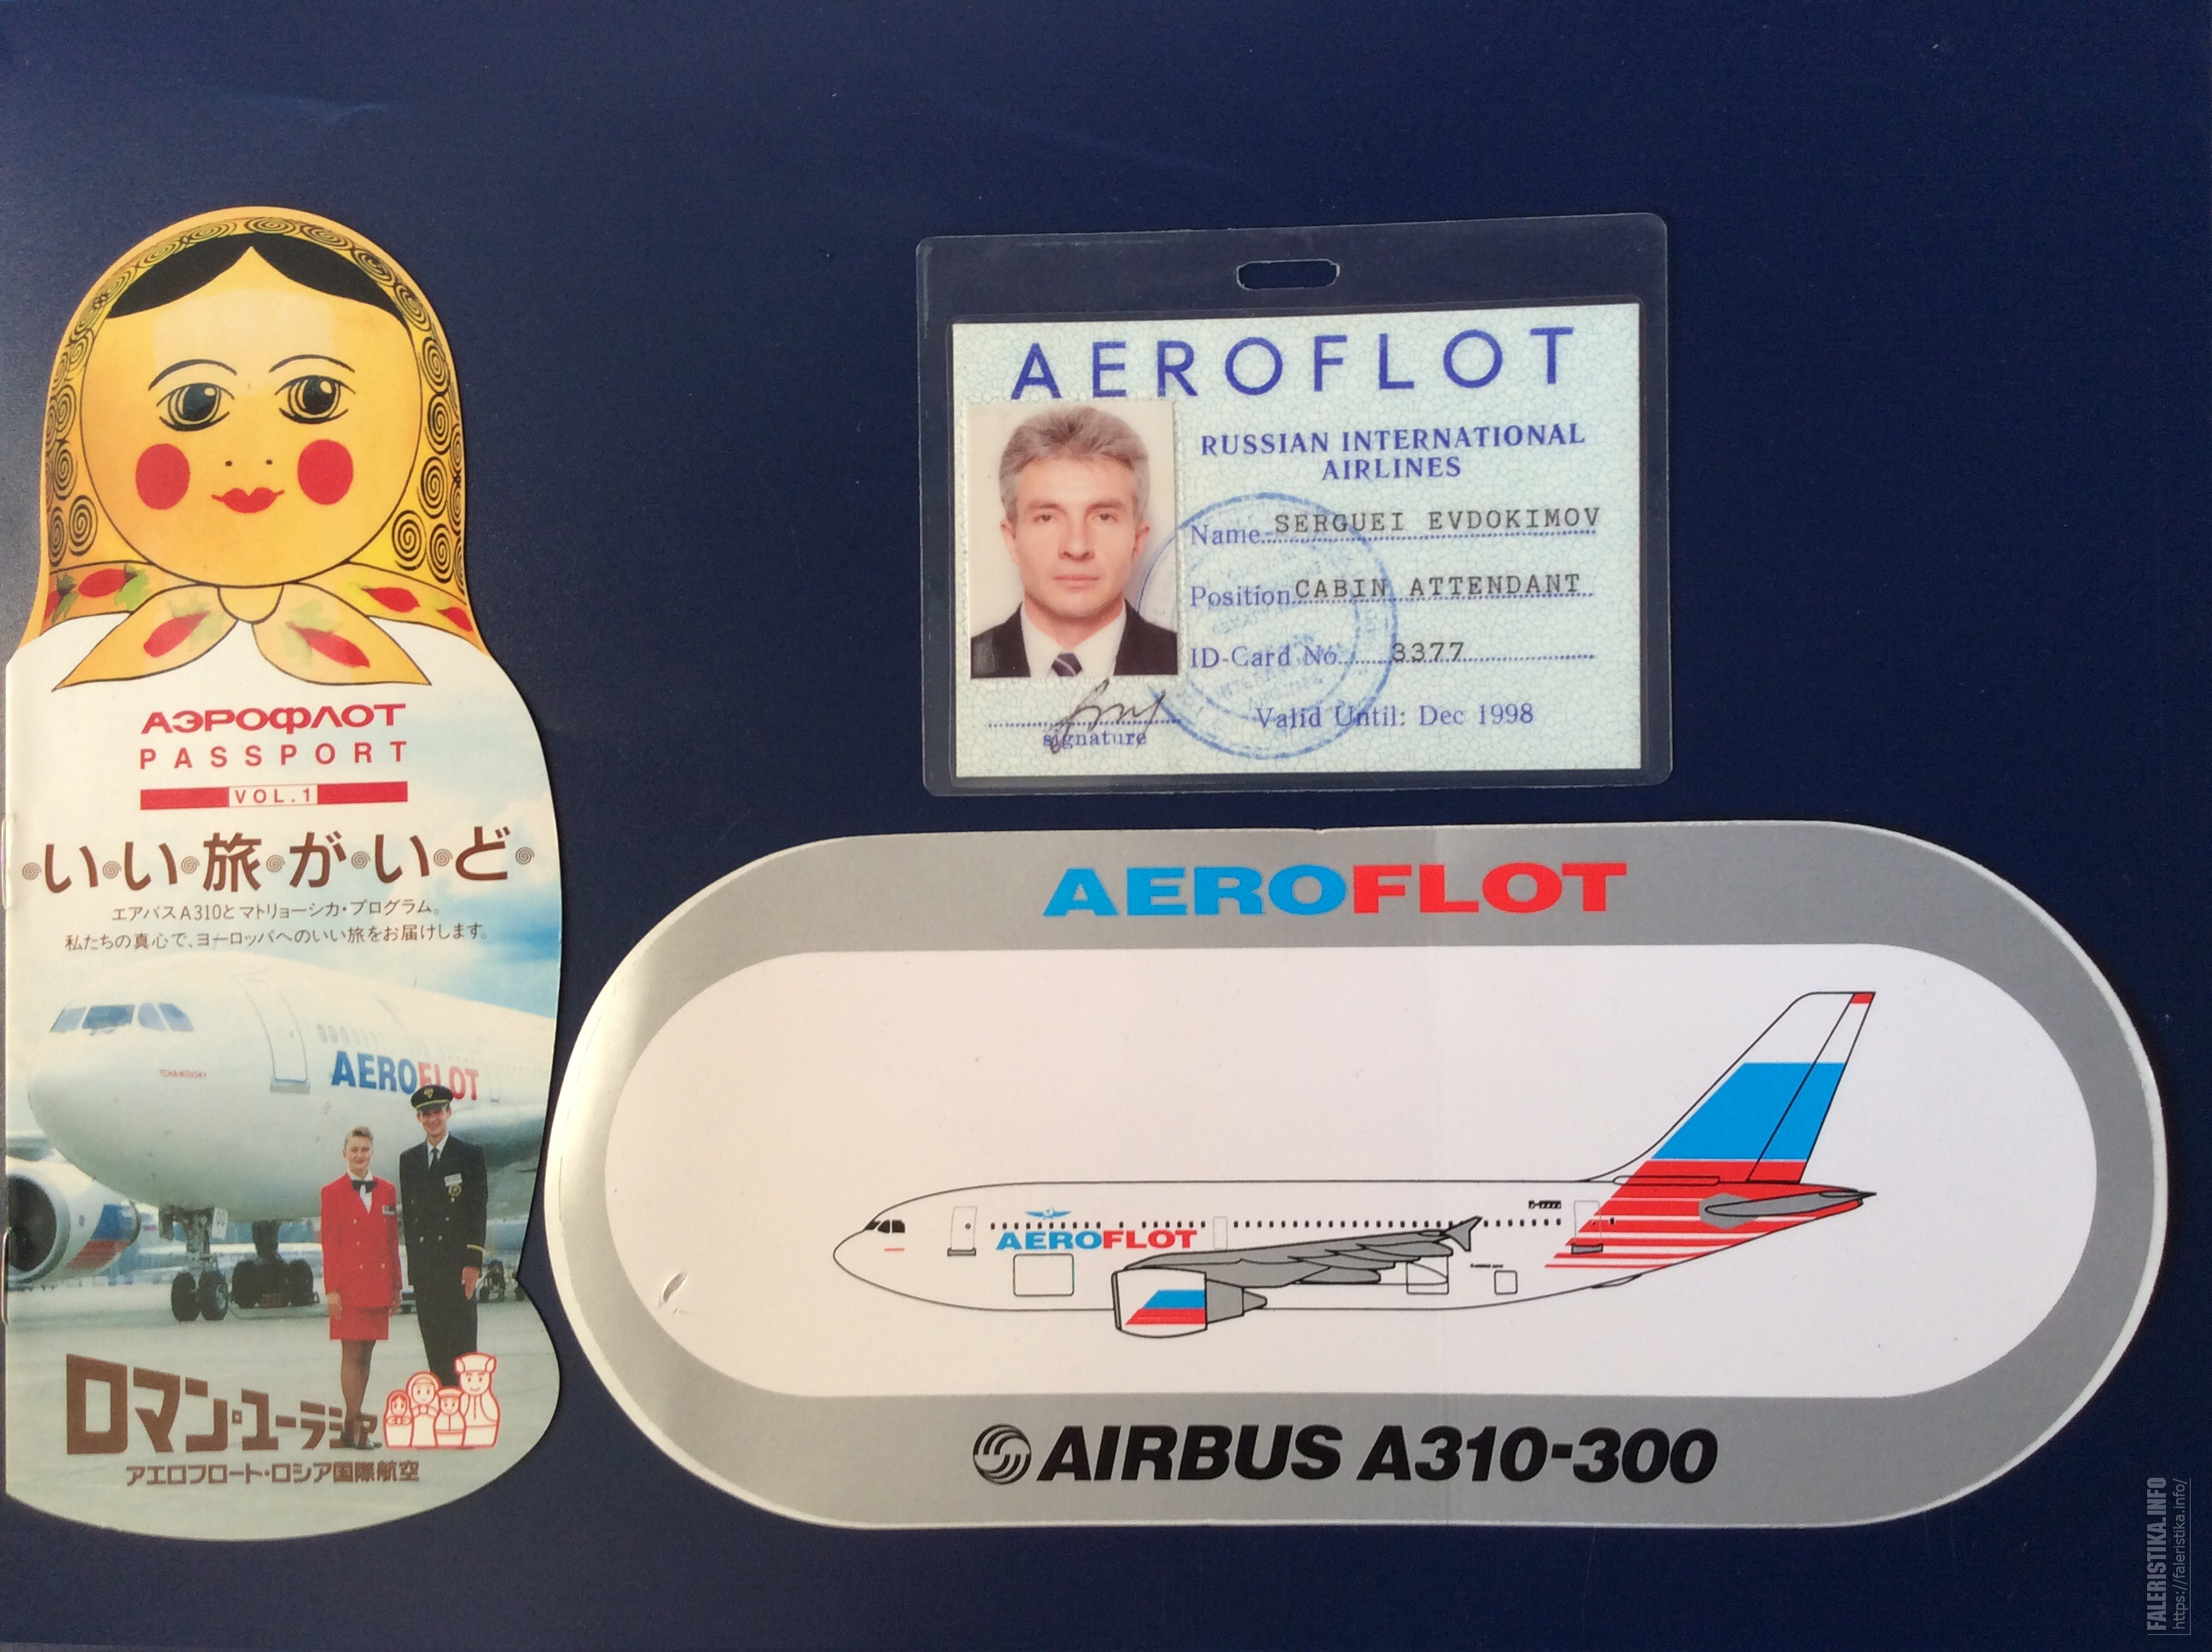 АЭРОФЛОТ
PASSPORT
VOL.1
い・い・旅・が・い・ど
エアバスA310とマトリョーシカ・プログラム。
私たちの真心で、ヨーロッパへのいい旅をお届けします。
TCHAIKOVSKY
AEROFLOT
ロマン・ユーラシア
アエロフロート・ロシア国際航空
AEROFLOT
RUSSIAN INTERNATIONAL
AIRLINES
Name SERGUEI EVDOKIMOV
Position CABIN ATTENDANT
ID-Card No. 3377
Valid Until: Dec 1998
signature
AEROFLOT
AEROFLOT
AIRBUS A310-300
FALERISTIKA.INFO
https://faleristika.info/